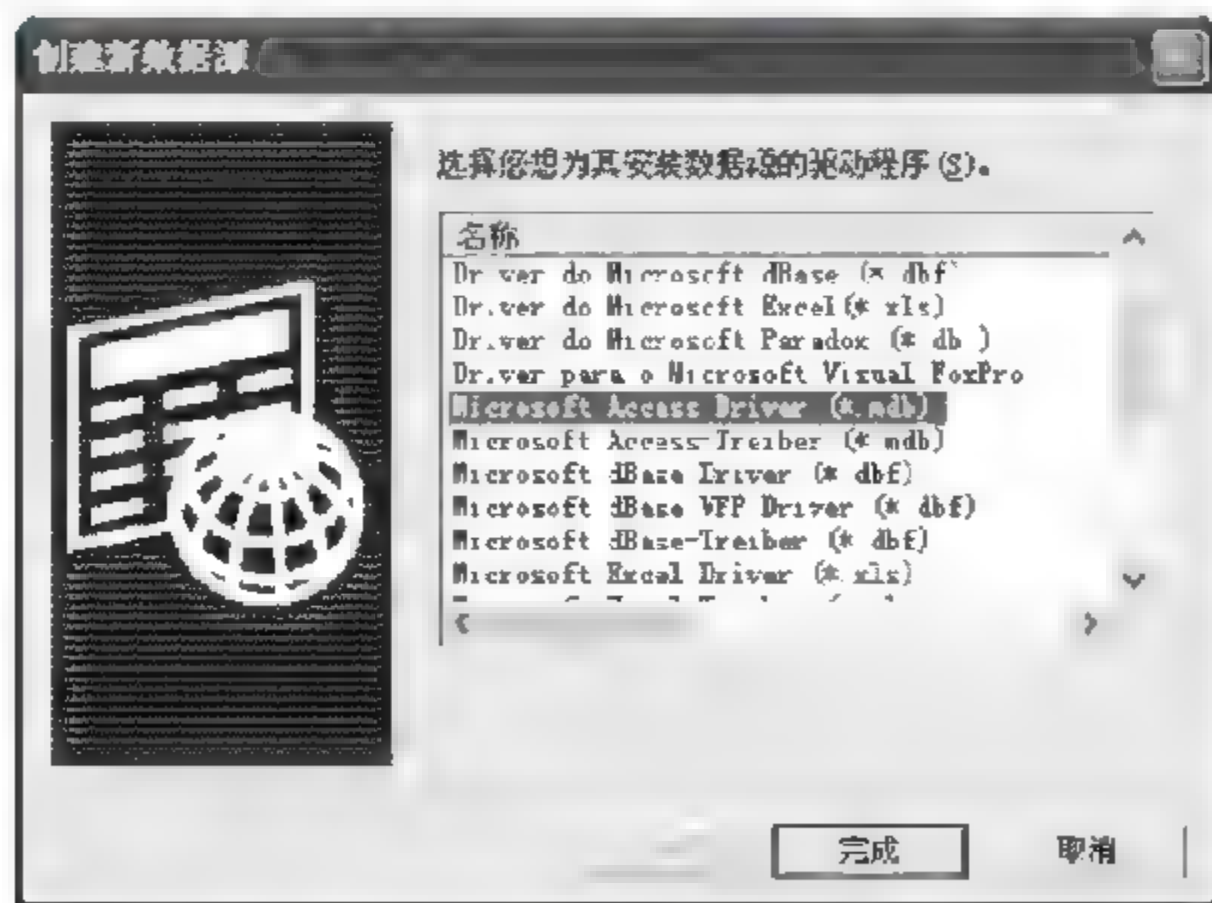 创建新数据源
选择您想为其安装数据源的驱动程序(S)。
名称
Driver do Microsoft dBase (*.dbf)
Driver do Microsoft Excel(*.xls)
Driver do Microsoft Paradox (*.db )
Driver para o Microsoft Visual FoxPro
Microsoft Access Driver (*.mdb)
Microsoft Access-Treiber (*.mdb)
Microsoft dBase Driver (*.dbf)
Microsoft dBase VFP Driver (*.dbf)
Microsoft dBase-Treiber (*.dbf)
Microsoft Excel Driver (*.xls)
完成
取消